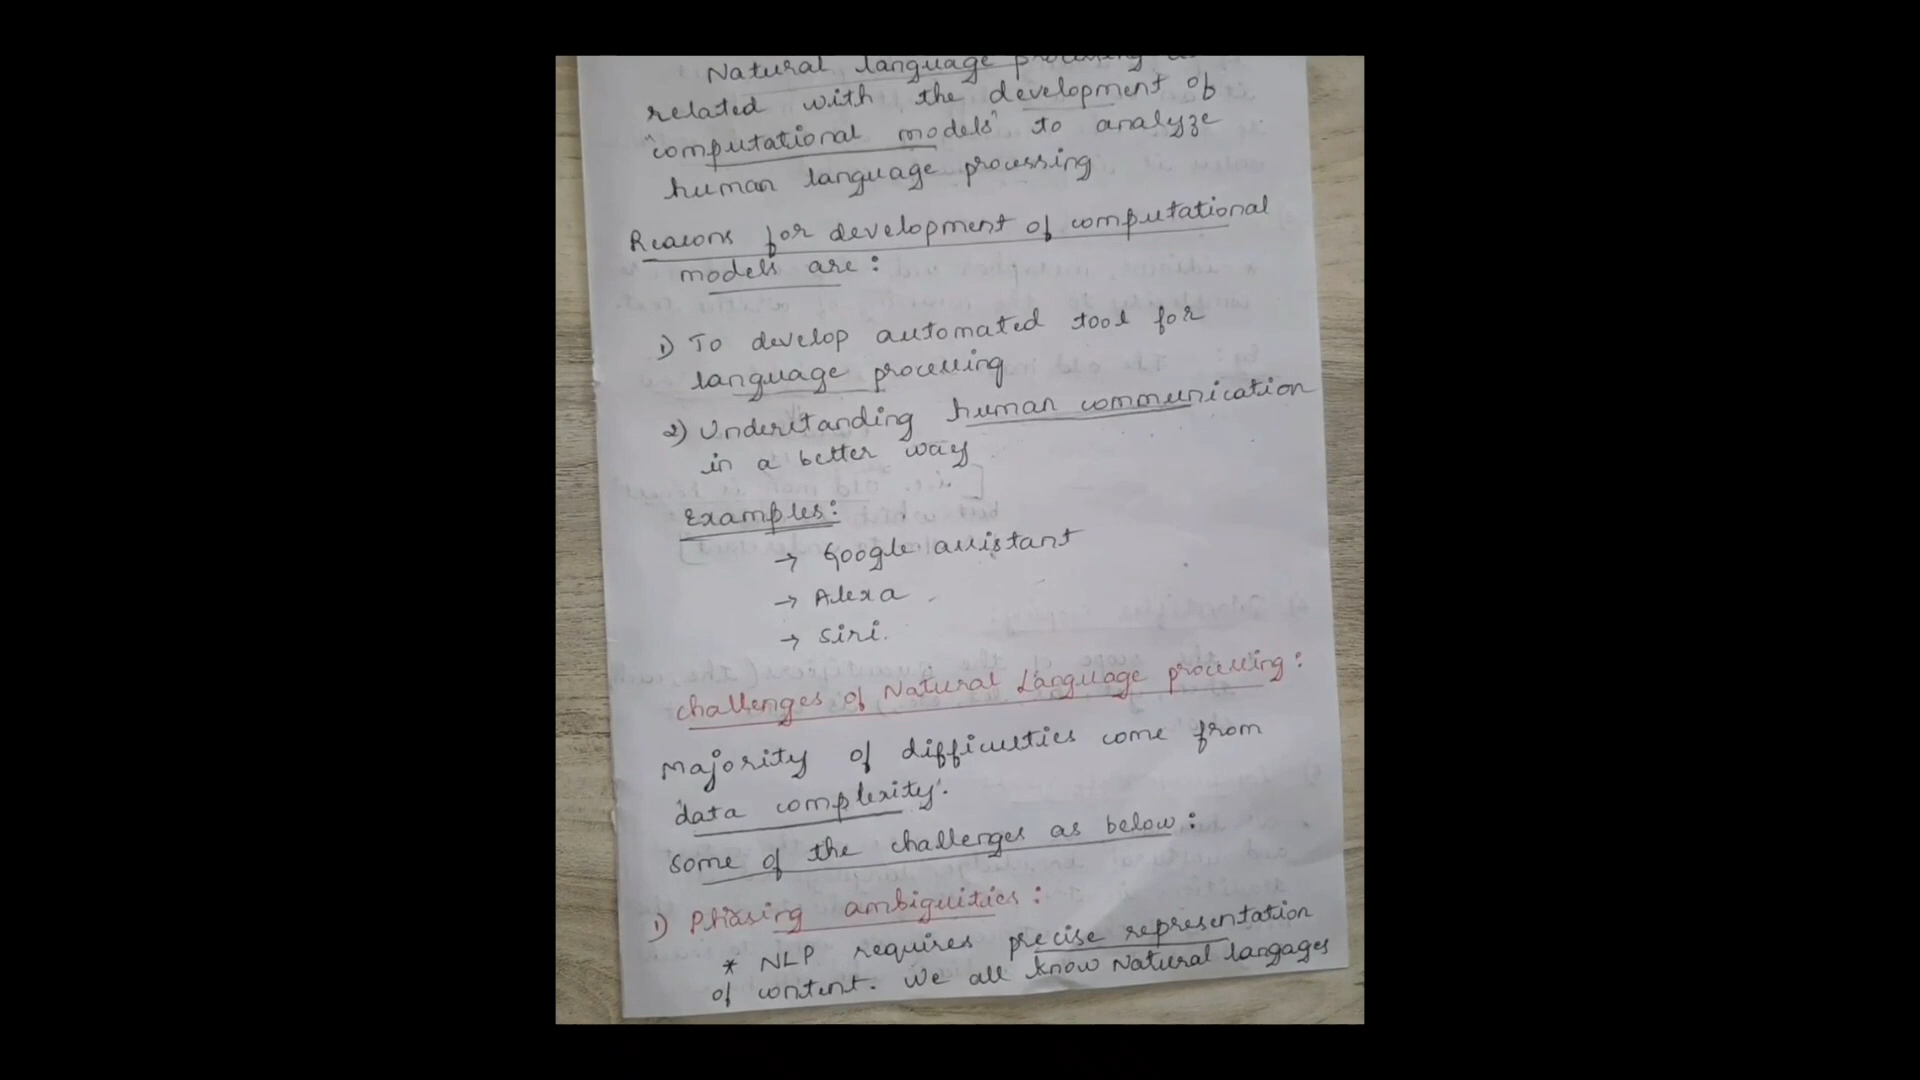 Natural language processing is
related with the development of
"computational models" to analyze
human language processing
Reasons for development of computational
models are:
1) To develop automated tool for
language processing
2) Understanding human communication
in a better way
Examples:
→ Google assistant
→ Alexa
→ Siri.
Challenges of Natural Language processing:
Majority of difficulties come from
data complexity.
Some of the challenges as below:
1) Phrasing ambiguities:
* NLP requires precise representation
of content. We all know Natural langages